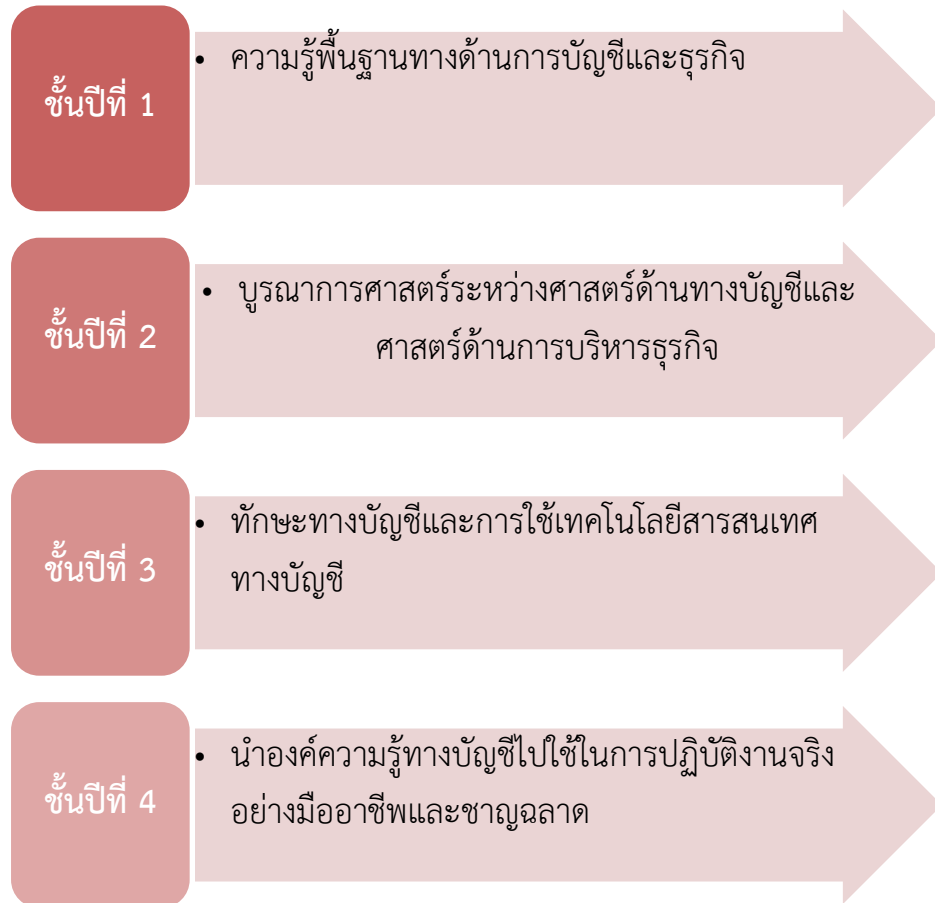 ชั้นปีที่ 1
• ความรู้พื้นฐานทางด้านการบัญชีและธุรกิจ
ชั้นปีที่ 2
• บูรณาการศาสตร์ระหว่างศาสตร์ด้านทางบัญชีและ
ศาสตร์ด้านการบริหารธุรกิจ
ชั้นปีที่ 3
• ทักษะทางบัญชีและการใช้เทคโนโลยีสารสนเทศ
ทางบัญชี
ชั้นปีที่ 4
• นำองค์ความรู้ทางบัญชีไปใช้ในการปฏิบัติงานจริง
อย่างมืออาชีพและชาญฉลาด